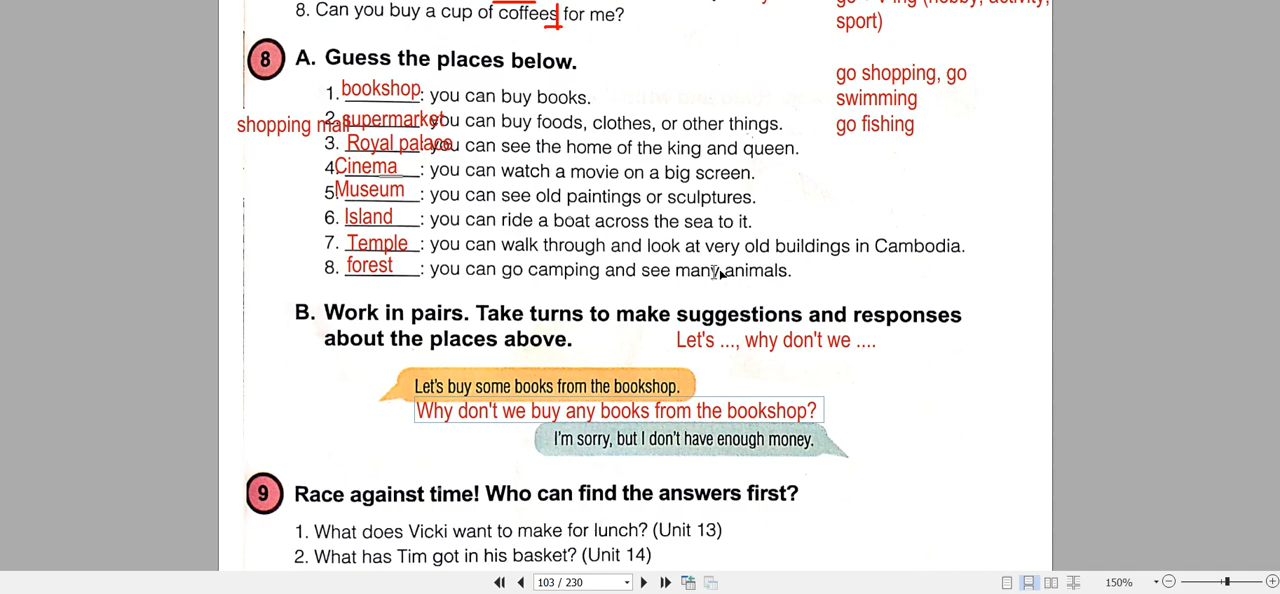 8. Can you buy a cup of coffees for me?
sport)
8 A. Guess the places below.
go shopping, go
swimming
go fishing
1. bookshop: you can buy books.
shopping mall
2. supermarket you can buy foods, clothes, or other things.
3. Royal palace you can see the home of the king and queen.
4. Cinema : you can watch a movie on a big screen.
5. Museum : you can see old paintings or sculptures.
6. Island : you can ride a boat across the sea to it.
7. Temple : you can walk through and look at very old buildings in Cambodia.
8. forest : you can go camping and see many animals.
B. Work in pairs. Take turns to make suggestions and responses
about the places above.
Let's ..., why don't we ....
Let's buy some books from the bookshop.
Why don't we buy any books from the bookshop?
I'm sorry, but I don't have enough money.
9 Race against time! Who can find the answers first?
1. What does Vicki want to make for lunch? (Unit 13)
2. What has Tim got in his basket? (Unit 14)
103 / 230
150%